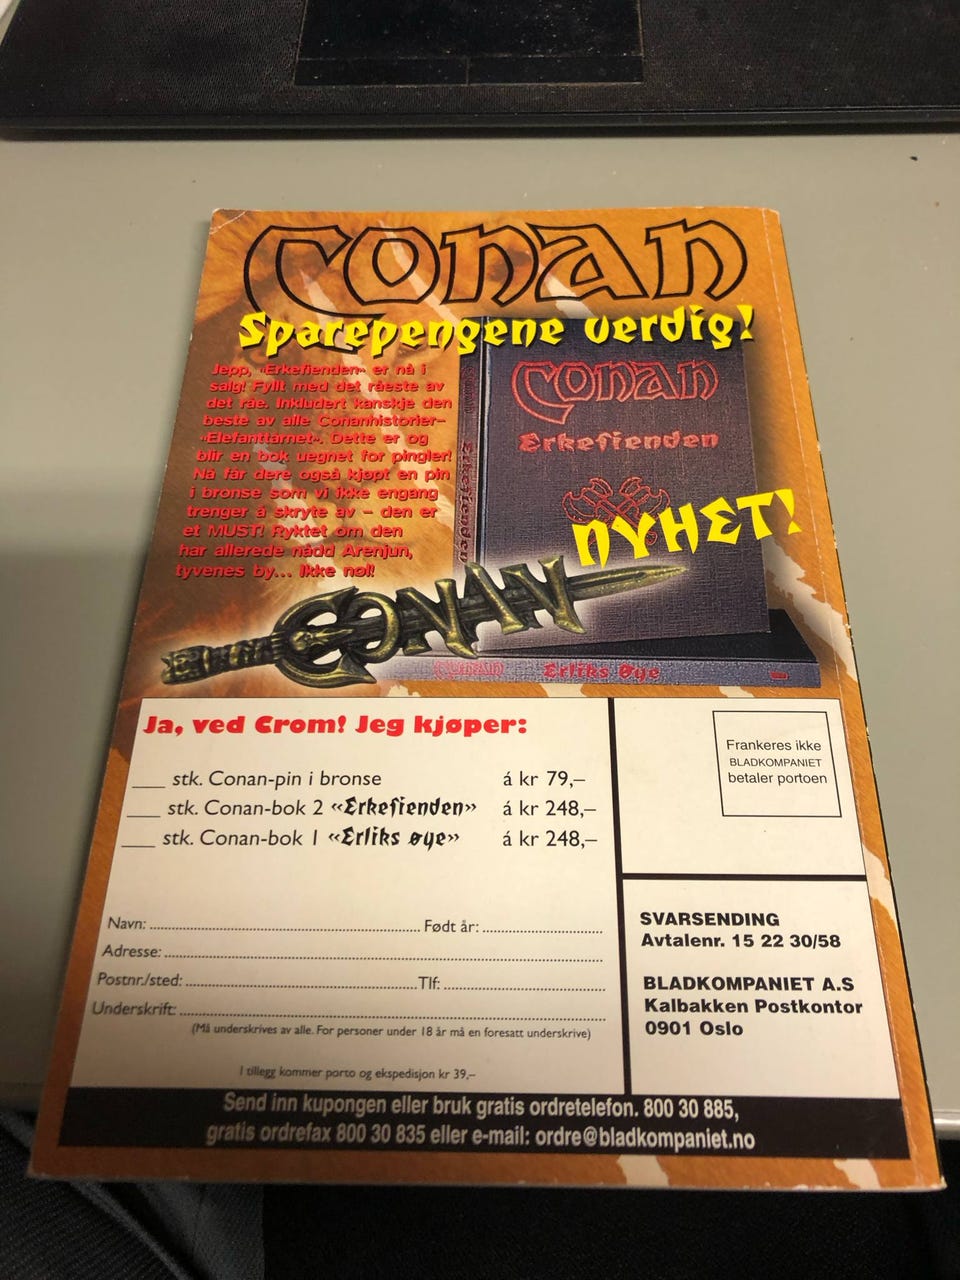 CONAN
Sparepengene verdig!
Jepp, «Erkefienden» er nå i
salg! Fyllt med det råeste av
det råe. Inkludert kanskje den
beste av alle Conanhistorier–
«Elefanttårnet». Dette er og
blir en bok uegnet for pingler!
Nå får dere også kjøpt en pin
i bronse som vi ikke engang
trenger å skryte av – den er
et MUST! Ryktet om den
har allerede nådd Arenjun,
tyvenes by... Ikke nøl!
CONAN
Erkefienden
Erkefienden
NYHET!
CONAN
CONAN Erliks Øye
Ja, ved Crom! Jeg kjøper:
___ stk. Conan-pin i bronse á kr 79,–
___ stk. Conan-bok 2 «Erkefienden» á kr 248,–
___ stk. Conan-bok 1 «Erliks øye» á kr 248,–
Navn: Født år:
Adresse:
Postnr./sted: Tlf:
Underskrift:
(Må underskrives av alle. For personer under 18 år må en foresatt underskrive)
I tillegg kommer porto og ekspedisjon kr 39,–
Frankeres ikke
BLADKOMPANIET
betaler portoen
SVARSENDING
Avtalenr. 15 22 30/58
BLADKOMPANIET A.S
Kalbakken Postkontor
0901 Oslo
Send inn kupongen eller bruk gratis ordretelefon. 800 30 885,
gratis ordrefax 800 30 835 eller e-mail: ordre@bladkompaniet.no